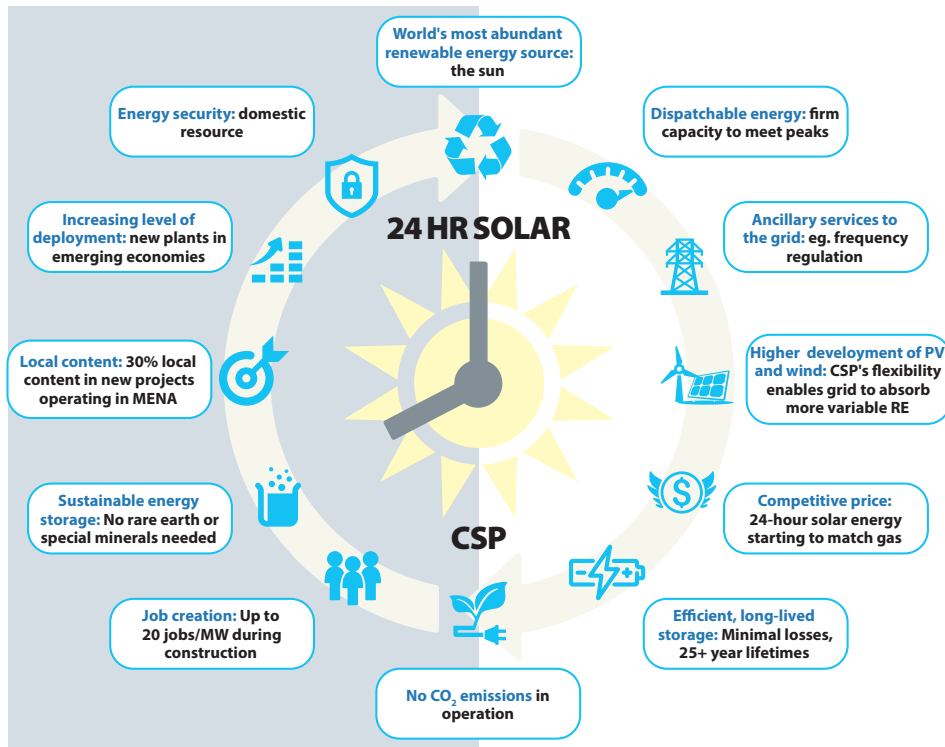 World's most abundant
renewable energy source:
the sun
Energy security: domestic
resource
Dispatchable energy: firm
capacity to meet peaks
24 HR SOLAR
Increasing level of
deployment: new plants in
emerging economies
Ancillary services to
the grid: eg. frequency
regulation
Local content: 30% local
content in new projects
operating in MENA
Higher develoyment of PV
and wind: CSP's flexibility
enables grid to absorb
more variable RE
Sustainable energy
storage: No rare earth or
special minerals needed
$
Competitive price:
24-hour solar energy
starting to match gas
CSP
Job creation: Up to
20 jobs/MW during
construction
Efficient, long-lived
storage: Minimal losses,
25+ year lifetimes
No CO₂ emissions in
operation